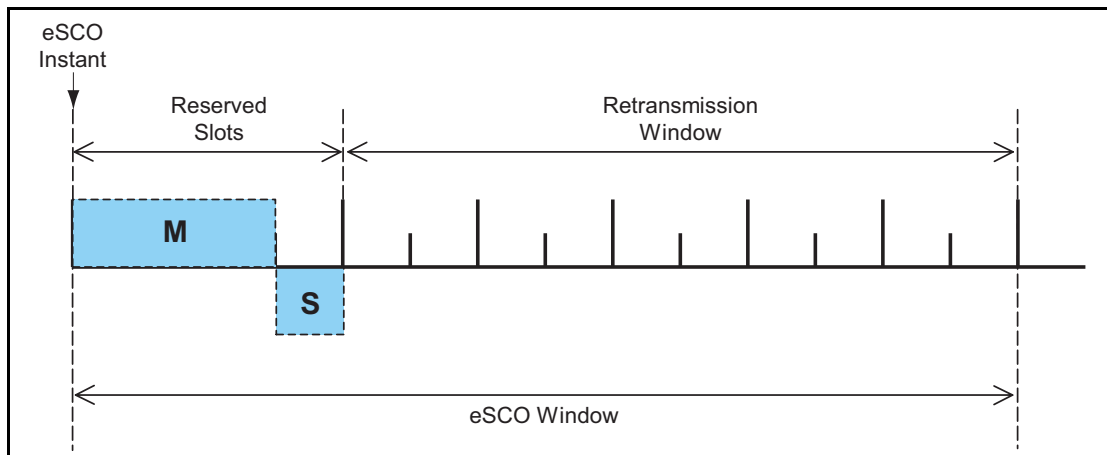 eSCO
Instant
Reserved
Slots
Retransmission
Window
M
S
eSCO Window